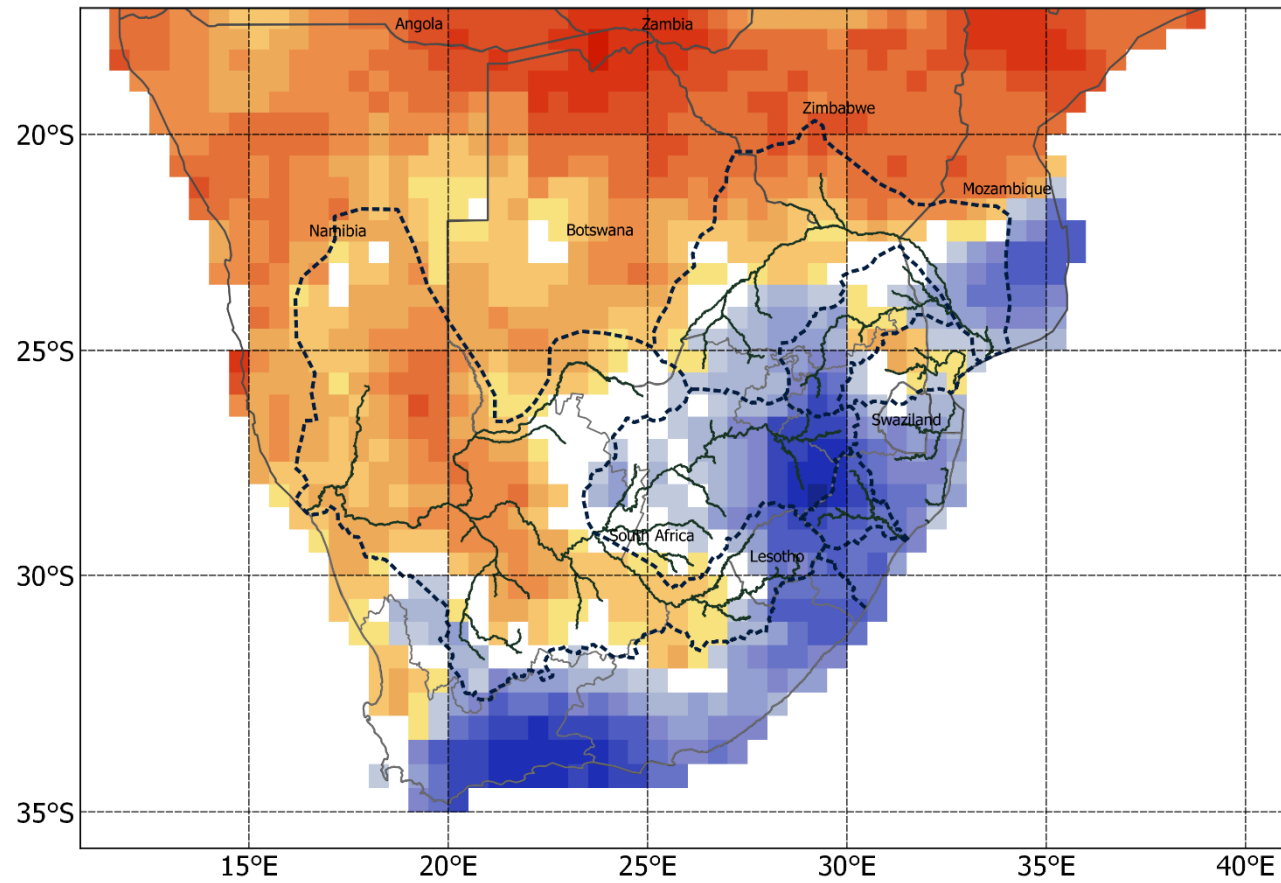 Angola
Zambia
Zimbabwe
20°S
Mozambique
Namibia
Botswana
25°S
Swaziland
South Africa
Lesotho
30°S
35°S
15°E
20°E
25°E
30°E
35°E
40°E